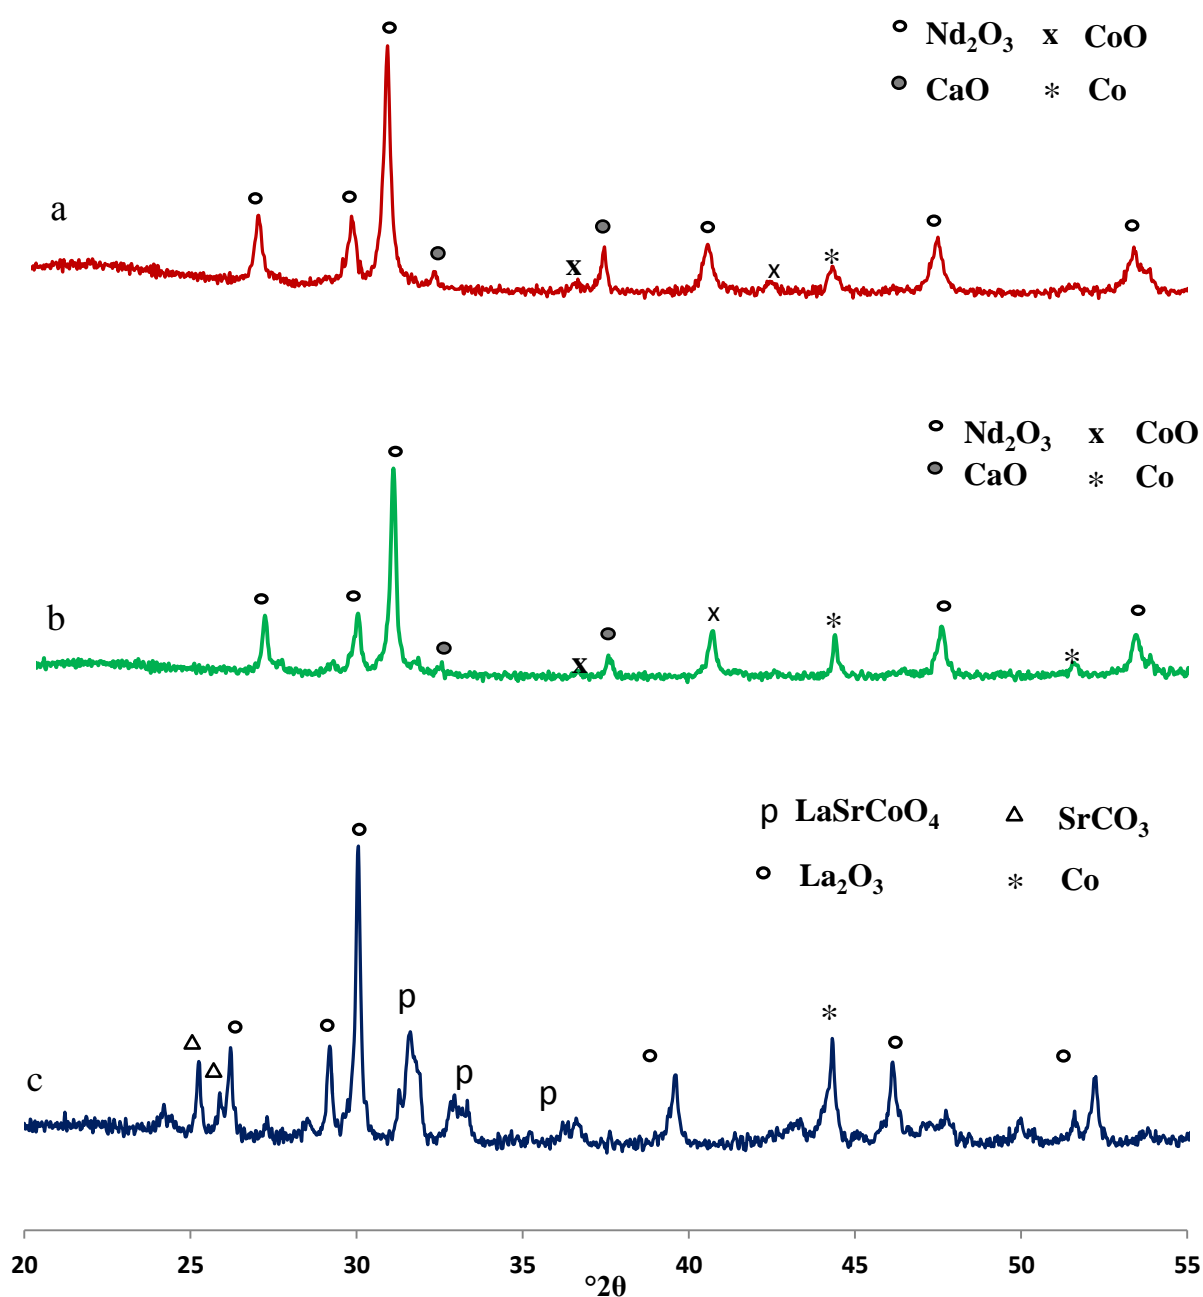 Nd₂O₃ x CoO
CaO * Co
a
x
x
*
Nd₂O₃ x CoO
CaO * Co
b
x
x
*
*
p LaSrCoO₄ △ SrCO₃
La₂O₃ * Co
c
△
△
p
p
p
*
20 25 30 35 40 45 50 55
°2θ